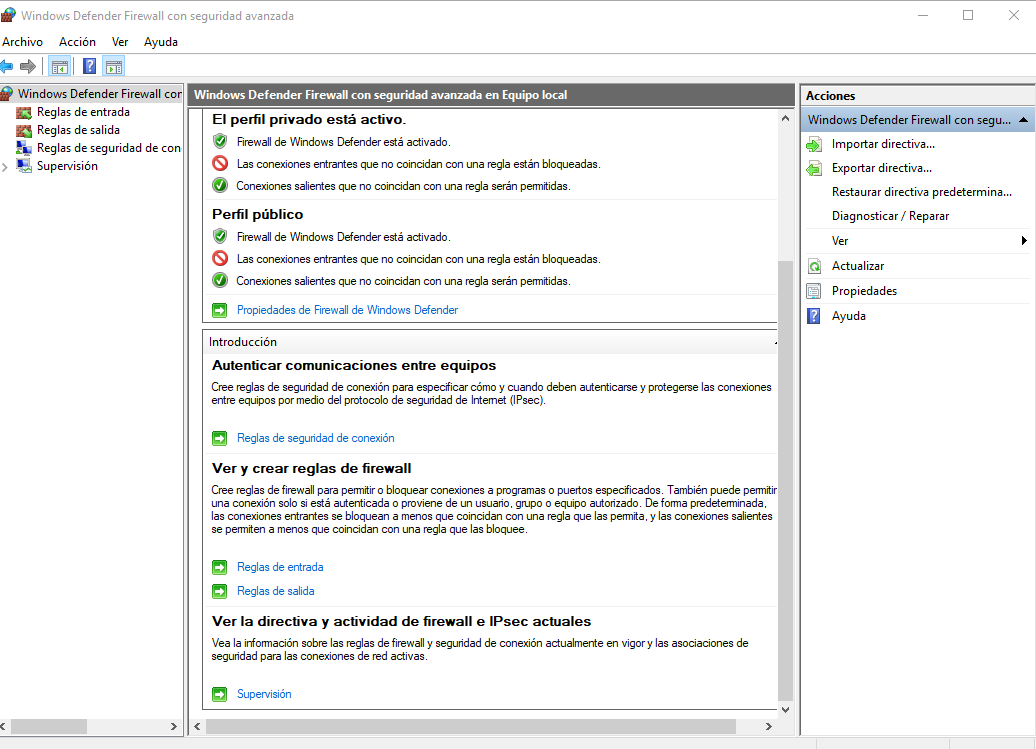 Windows Defender Firewall con seguridad avanzada
Archivo Acción Ver Ayuda
Windows Defender Firewall cor
Reglas de entrada
Reglas de salida
Reglas de seguridad de con
Supervisión
Windows Defender Firewall con seguridad avanzada en Equipo local
El perfil privado está activo.
Firewall de Windows Defender está activado.
Las conexiones entrantes que no coincidan con una regla están bloqueadas.
Conexiones salientes que no coincidan con una regla serán permitidas.
Perfil público
Firewall de Windows Defender está activado.
Las conexiones entrantes que no coincidan con una regla están bloqueadas.
Conexiones salientes que no coincidan con una regla serán permitidas.
Propiedades de Firewall de Windows Defender
Introducción
Autenticar comunicaciones entre equipos
Cree reglas de seguridad de conexión para especificar cómo y cuando deben autenticarse y protegerse las conexiones
entre equipos por medio del protocolo de seguridad de Internet (IPsec).
Reglas de seguridad de conexión
Ver y crear reglas de firewall
Cree reglas de firewall para permitir o bloquear conexiones a programas o puertos especificados. También puede permitir
una conexión solo si está autenticada o proviene de un usuario, grupo o equipo autorizado. De forma predeterminada,
las conexiones entrantes se bloquean a menos que coincidan con una regla que las permita, y las conexiones salientes
se permiten a menos que coincidan con una regla que las bloquee.
Reglas de entrada
Reglas de salida
Ver la directiva y actividad de firewall e IPsec actuales
Vea la información sobre las reglas de firewall y seguridad de conexión actualmente en vigor y las asociaciones de
seguridad para las conexiones de red activas.
Supervisión
Acciones
Windows Defender Firewall con segu...
Importar directiva...
Exportar directiva...
Restaurar directiva predetermina...
Diagnosticar / Reparar
Ver
Actualizar
Propiedades
Ayuda